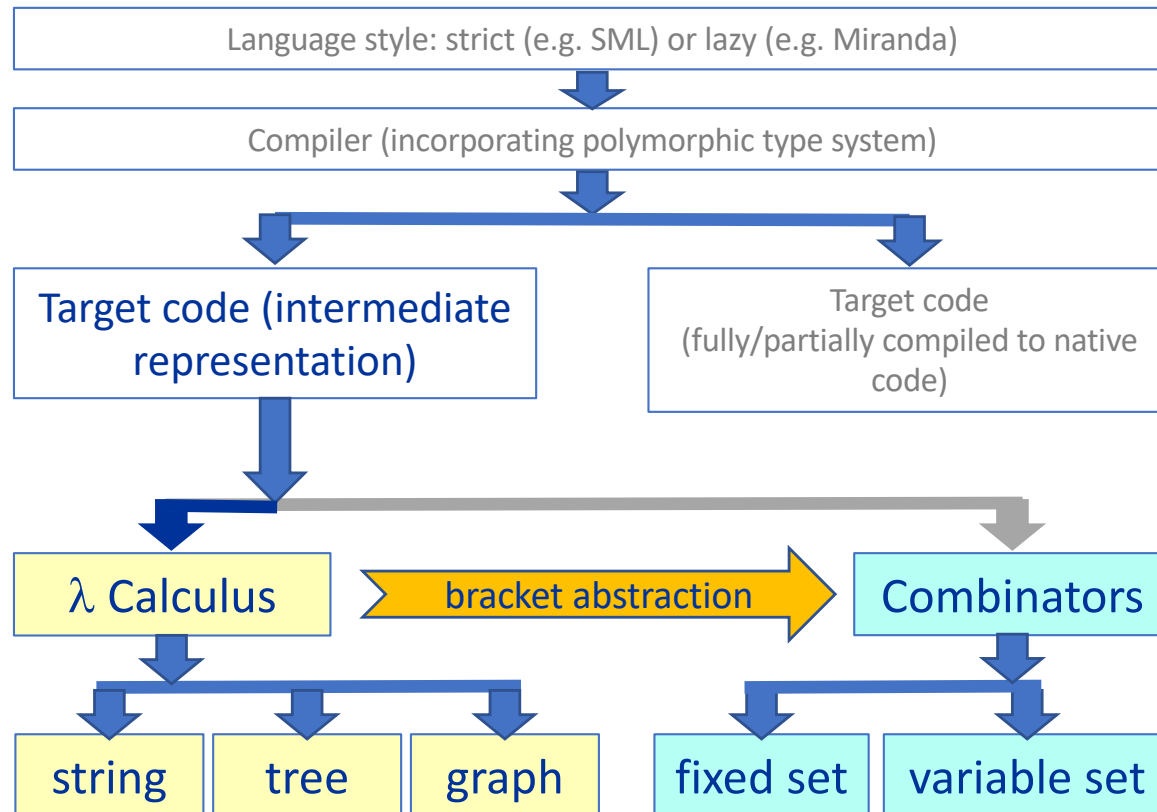 Language style: strict (e.g. SML) or lazy (e.g. Miranda)
Compiler (incorporating polymorphic type system)
Target code (intermediate
representation)
Target code
(fully/partially compiled to native
code)
λ Calculus
bracket abstraction
Combinators
string
tree
graph
fixed set
variable set